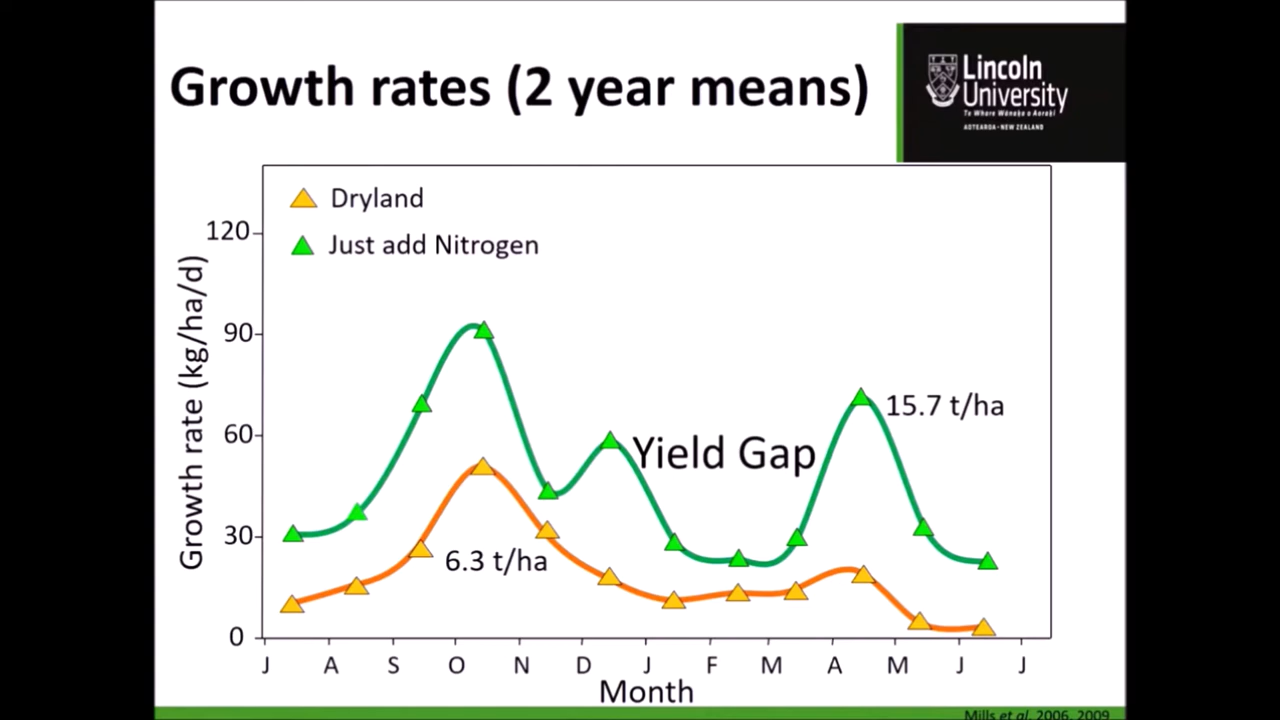 Growth rates (2 year means)
Lincoln
University
Te Whare Wānaka o Aoraki
AOTEAROA • NEW ZEALAND
Dryland
Just add Nitrogen
120
90
60
30
0
Growth rate (kg/ha/d)
15.7 t/ha
Yield Gap
6.3 t/ha
J A S O N D J F M A M J J
Month
Mills et al. 2006, 2009